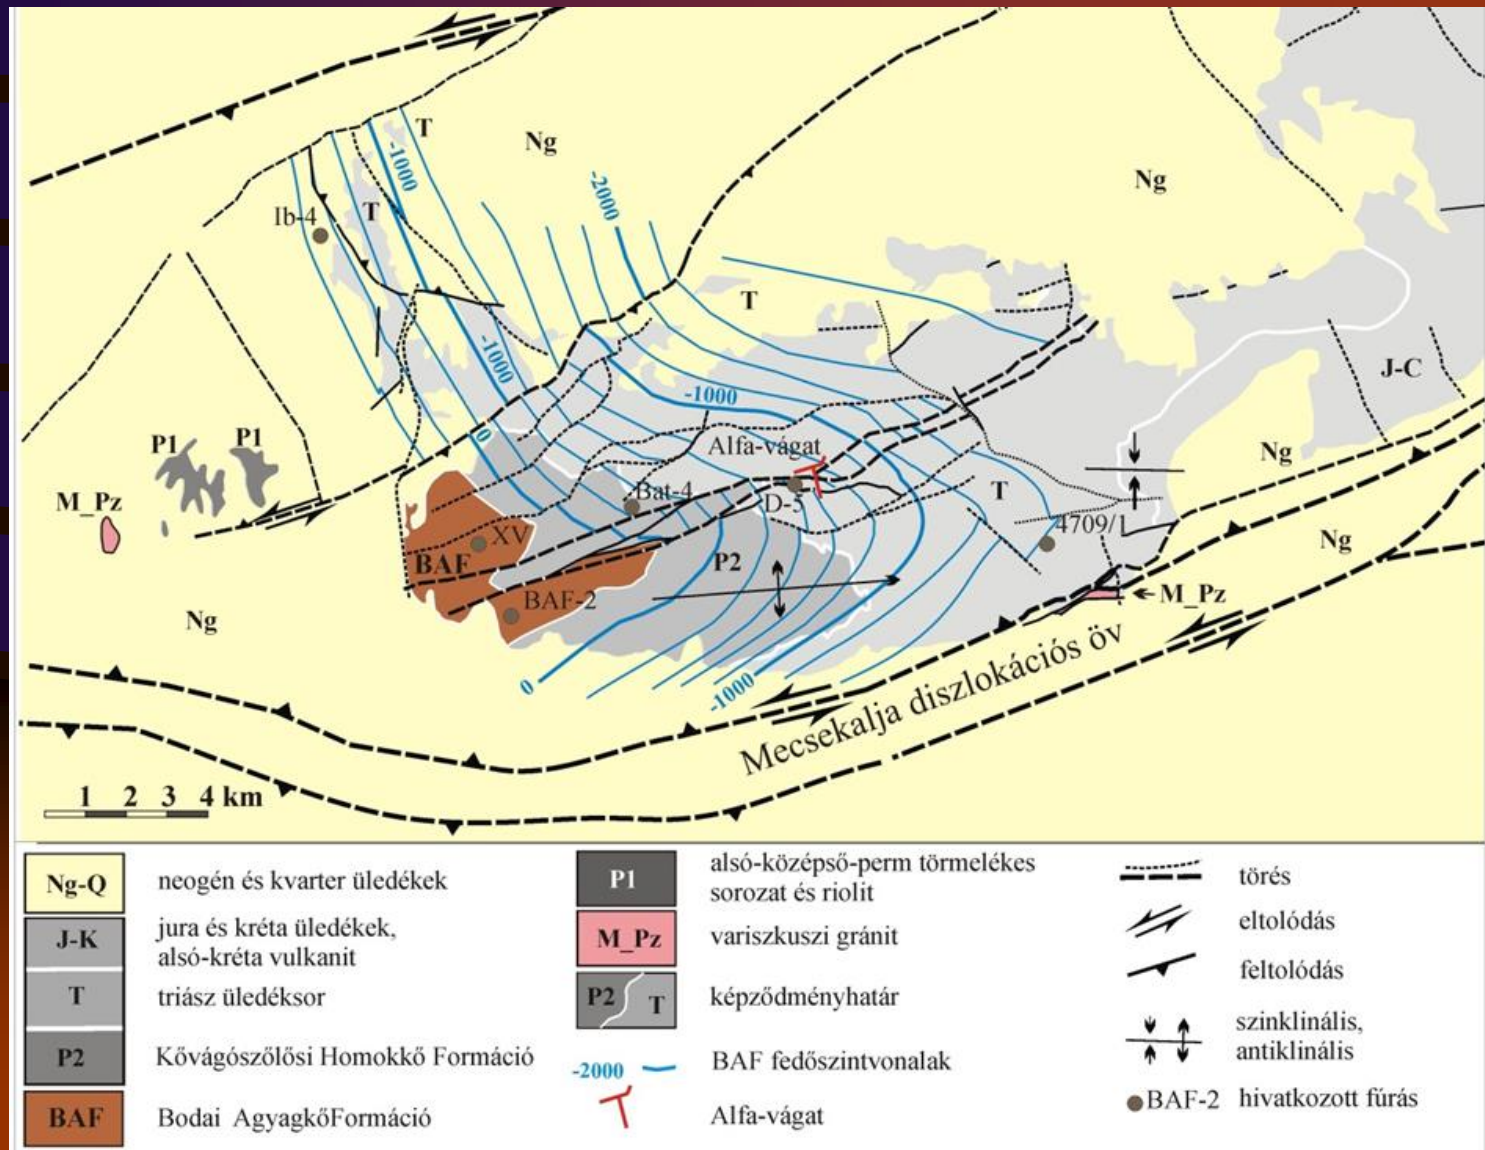 T
Ng
-1000
-2000
Ng
Ib-4
T
T
-1000
J-C
-1000
0
Alfa-vágat
P1
P1
Ng
M_Pz
Bat-4
D-5
T
4709/1
XV
BAF
P2
Ng
BAF-2
M_Pz
Ng
0
-1000
Mecsekalja diszlokációs öv
1 2 3 4 km
Ng-Q neogén és kvarter üledékek
J-K jura és kréta üledékek,
alsó-kréta vulkanit
T triász üledéksor
P2 Kővágószőlősi Homokkő Formáció
BAF Bodai AgyagkőFormáció
P1 alsó-középső-perm törmelékes
sorozat és riolit
M_Pz variszkuszi gránit
P2 T képződményhatár
-2000 BAF fedőszintvonalak
Alfa-vágat
törés
eltolódás
feltolódás
szinklinális,
antiklinális
BAF-2 hivatkozott fúrás